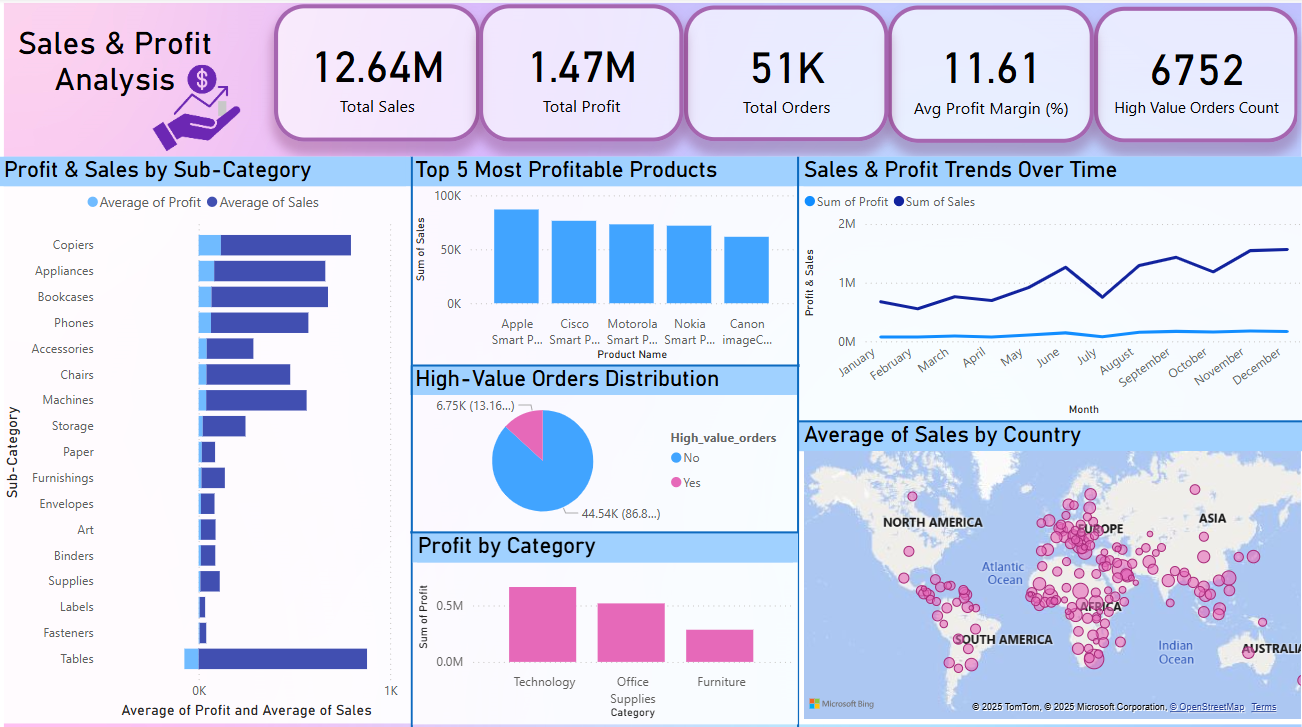 Sales & Profit
Analysis
$
12.64M
Total Sales
1.47M
Total Profit
51K
Total Orders
11.61
Avg Profit Margin (%)
6752
High Value Orders Count
Profit & Sales by Sub-Category
Average of Profit Average of Sales
Sub-Category
Copiers
Appliances
Bookcases
Phones
Accessories
Chairs
Machines
Storage
Paper
Furnishings
Envelopes
Art
Binders
Supplies
Labels
Fasteners
Tables
0K 1K
Average of Profit and Average of Sales
Top 5 Most Profitable Products
Sum of Sales
100K
50K
0K
Apple
Smart P...
Cisco
Smart P...
Motorola
Smart P...
Nokia
Smart P...
Canon
imageC...
Product Name
High-Value Orders Distribution
6.75K (13.16...)
44.54K (86.8...)
High_value_orders
No
Yes
Profit by Category
Sum of Profit
0.5M
0.0M
Technology
Office
Supplies
Furniture
Category
Sales & Profit Trends Over Time
Sum of Profit Sum of Sales
Profit & Sales
2M
1M
0M
January
February
March
April
May
June
July
August
September
October
November
December
Month
Average of Sales by Country
NORTH AMERICA
EUROPE
ASIA
Atlantic
Ocean
AFRICA
SOUTH AMERICA
Indian
Ocean
AUSTRALIA
Microsoft Bing
© 2025 TomTom, © 2025 Microsoft Corporation, © OpenStreetMap Terms